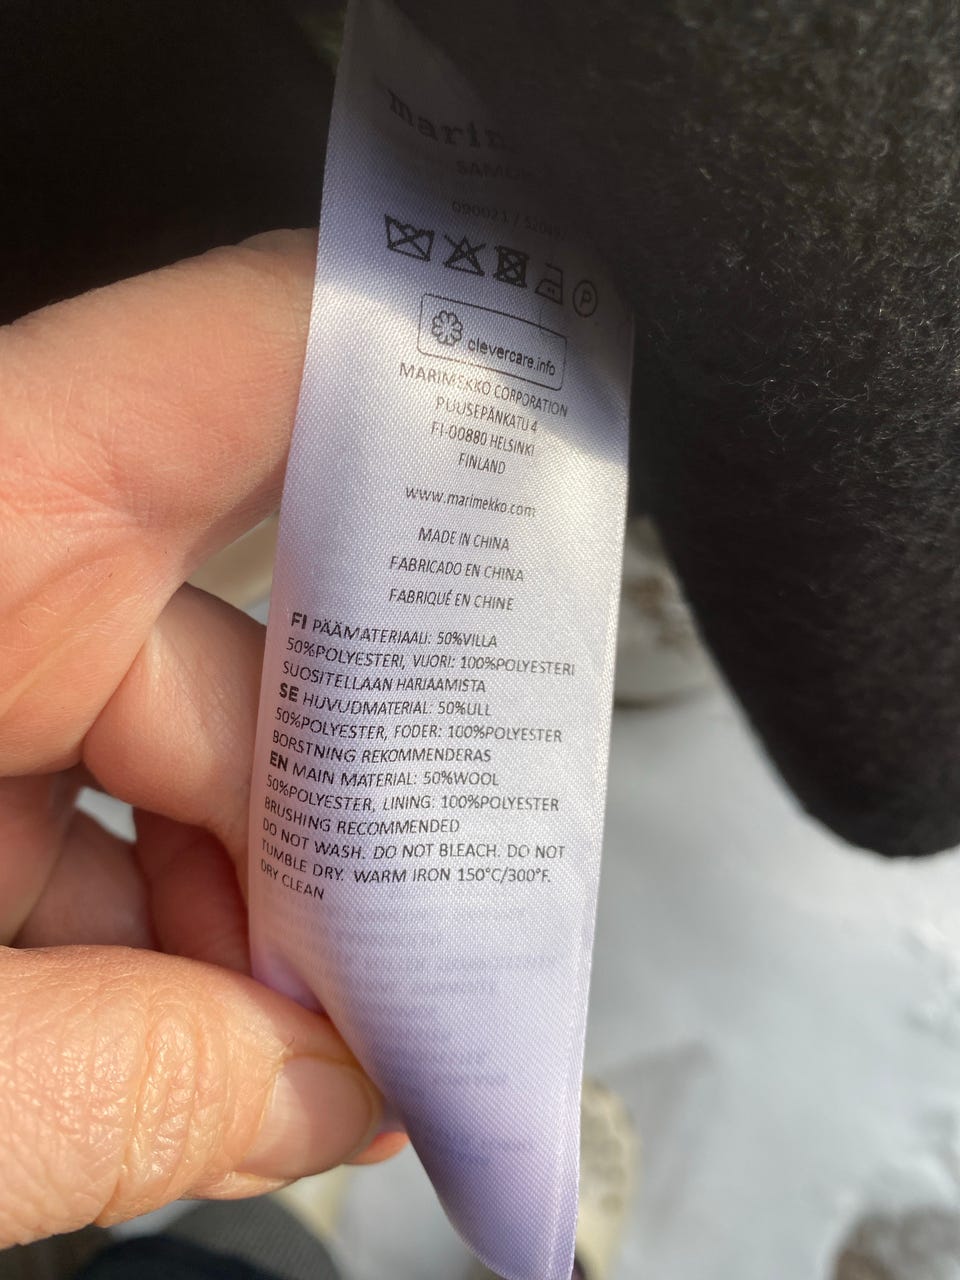 P
clevercare.info
MARIMEKKO CORPORATION
PUUSEPÄNKATU 4
FI-00880 HELSINKI
FINLAND
www.marimekko.com
MADE IN CHINA
FABRICADO EN CHINA
FABRIQUÉ EN CHINE
FI PÄÄMATERIAALI: 50%VILLA
50%POLYESTERI, VUORI: 100%POLYESTERI
SUOSITELLAAN HARJAAMISTA
SE HUVUDMATERIAL: 50%ULL
50%POLYESTER, FODER: 100%POLYESTER
BORSTNING REKOMMENDERAS
EN MAIN MATERIAL: 50%WOOL
50%POLYESTER, LINING: 100%POLYESTER
BRUSHING RECOMMENDED
DO NOT WASH. DO NOT BLEACH. DO NOT
TUMBLE DRY. WARM IRON 150°C/300°F.
DRY CLEAN